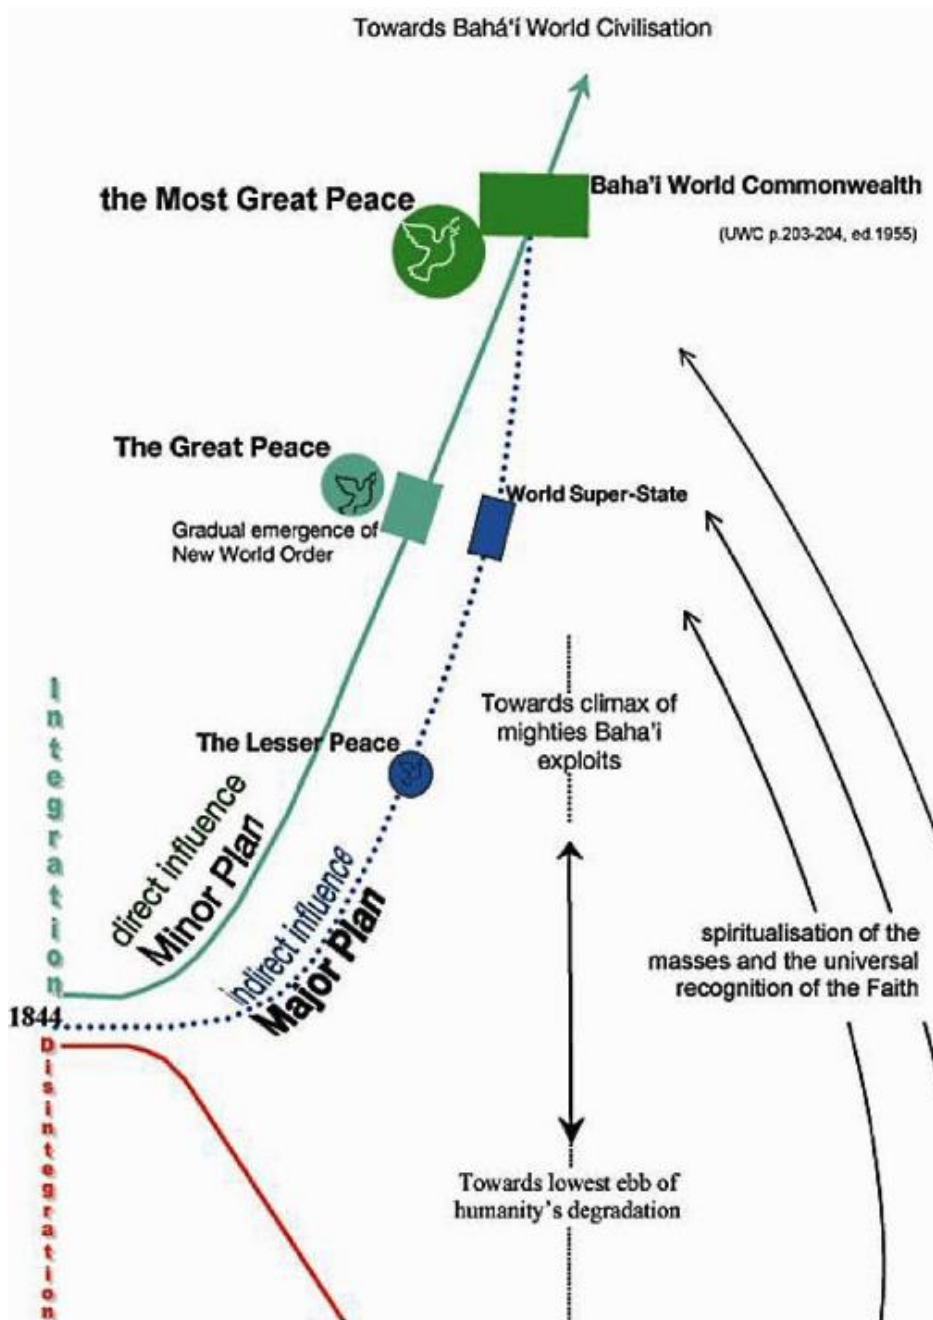 Towards Bahá'í World Civilisation
the Most Great Peace
Baha'i World Commonwealth
(UWC p.203-204, ed.1955)
The Great Peace
Gradual emergence of
New World Order
World Super-State
Integration
Towards climax of
mighties Baha'i
exploits
The Lesser Peace
direct influence
Minor Plan
indirect influence
Major Plan
spiritualisation of the
masses and the universal
recognition of the Faith
1844
Disintegration
Towards lowest ebb of
humanity's degradation